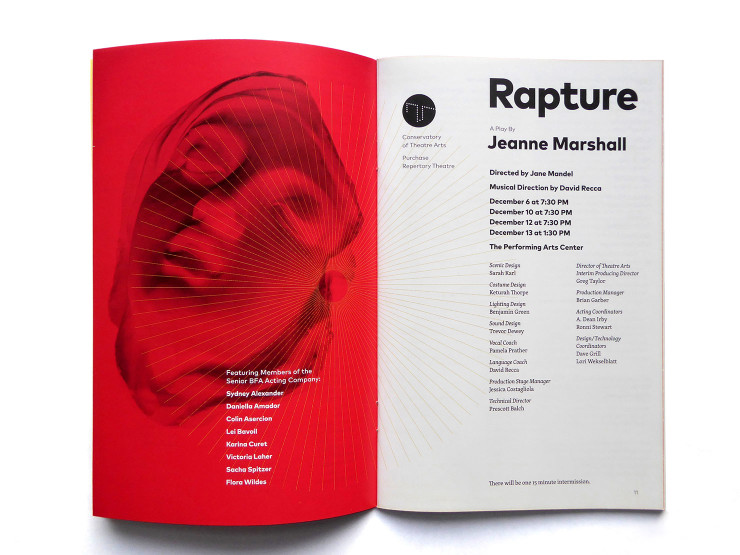 Featuring Members of the
Senior BFA Acting Company:
Sydney Alexander
Daniella Amador
Colin Asercion
Lei Bavoil
Karina Curet
Victoria Laher
Sacha Spitzer
Flora Wildes
Conservatory
of Theatre Arts
Purchase
Repertory Theatre
Rapture
A Play By
Jeanne Marshall
Directed by Jane Mandel
Musical Direction by David Recca
December 6 at 7:30 PM
December 10 at 7:30 PM
December 12 at 7:30 PM
December 13 at 1:30 PM
The Performing Arts Center
Scenic Design
Sarah Karl
Costume Design
Keturah Thorpe
Lighting Design
Benjamin Green
Sound Design
Trevor Dewey
Vocal Coach
Pamela Prather
Language Coach
David Recca
Production Stage Manager
Jessica Costagliola
Technical Director
Prescott Balch
Director of Theatre Arts
Interim Producing Director
Greg Taylor
Production Manager
Brian Garber
Acting Coordinators
A. Dean Irby
Ronni Stewart
Design/Technology
Coordinators
Dave Grill
Lori Wekselblatt
There will be one 15 minute intermission.